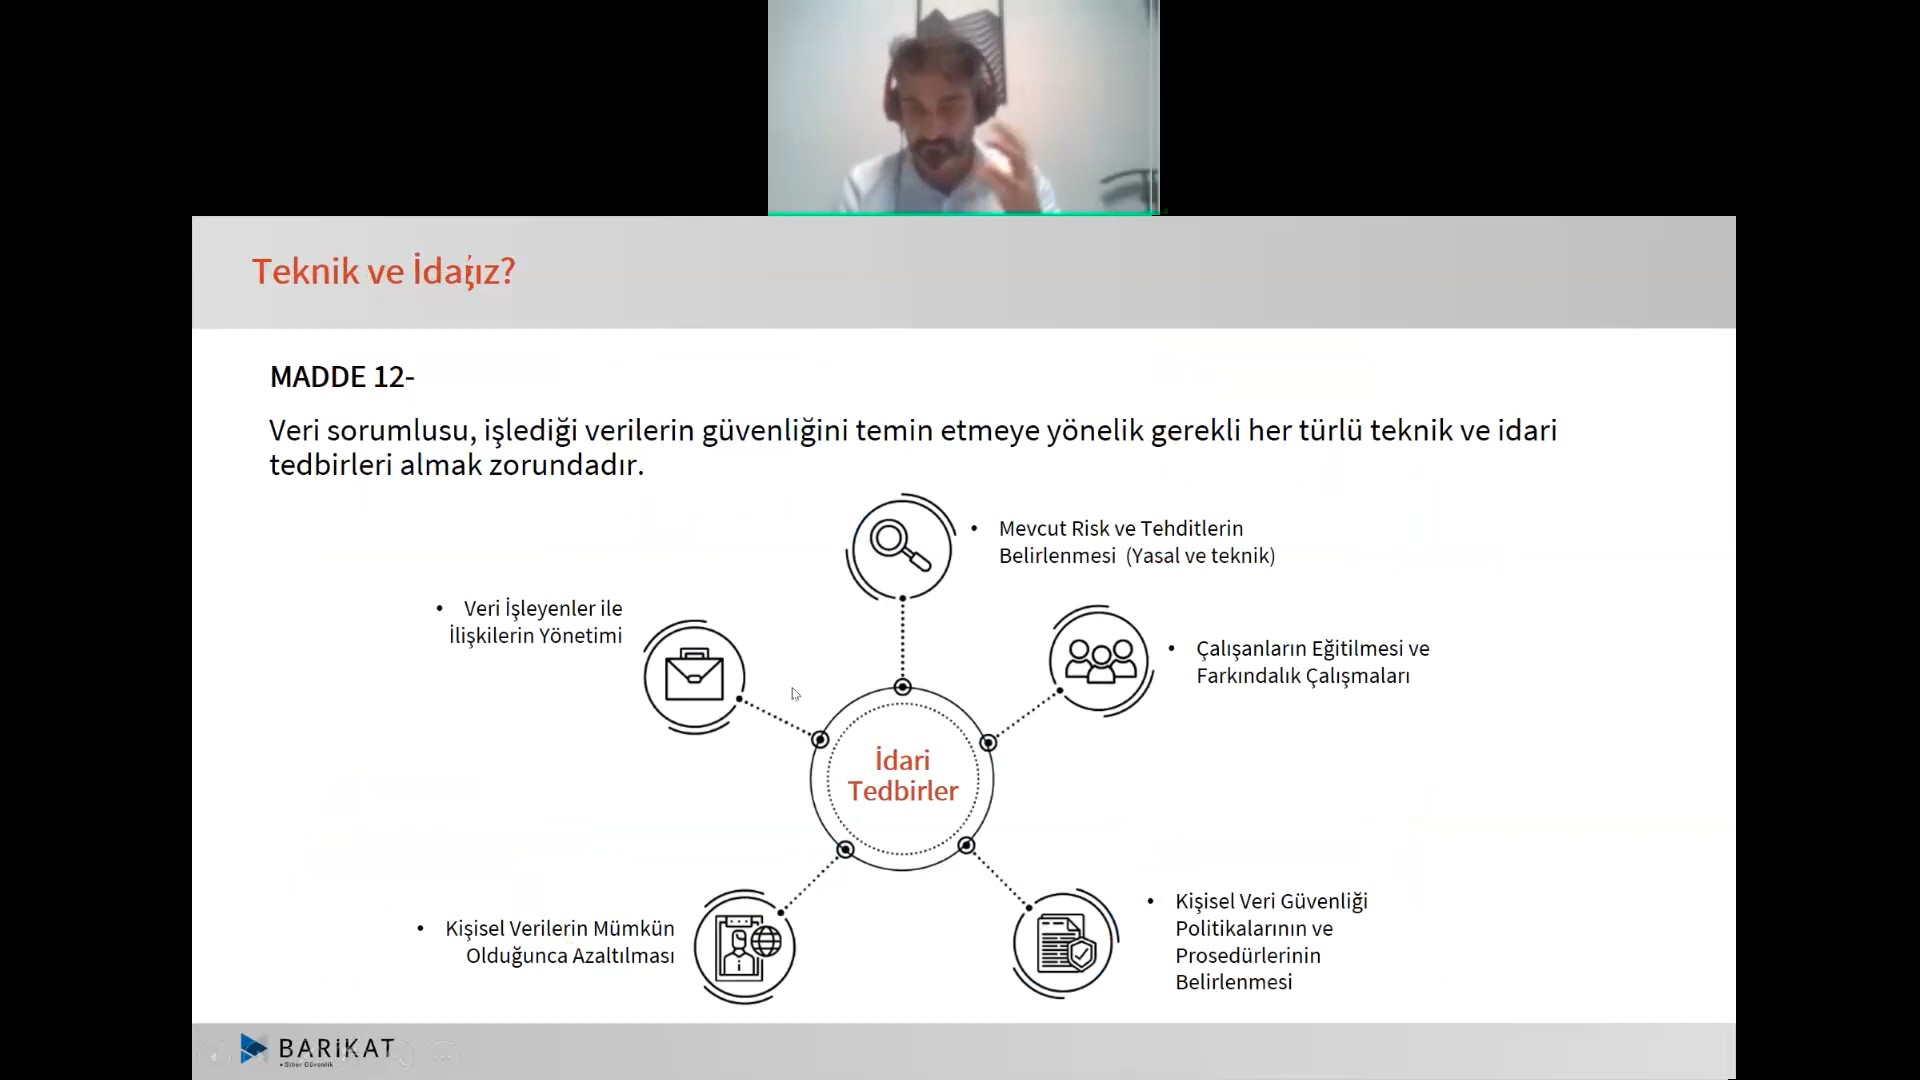 Teknik ve İdarız?
MADDE 12-
Veri sorumlusu, işlediği verilerin güvenliğini temin etmeye yönelik gerekli her türlü teknik ve idari
tedbirleri almak zorundadır.
• Mevcut Risk ve Tehditlerin
Belirlenmesi (Yasal ve teknik)
• Veri İşleyenler ile
İlişkilerin Yönetimi
• Çalışanların Eğitilmesi ve
Farkındalık Çalışmaları
İdari
Tedbirler
• Kişisel Verilerin Mümkün
Olduğunca Azaltılması
• Kişisel Veri Güvenliği
Politikalarının ve
Prosedürlerinin
Belirlenmesi
BARİKAT
Siber Güvenlik